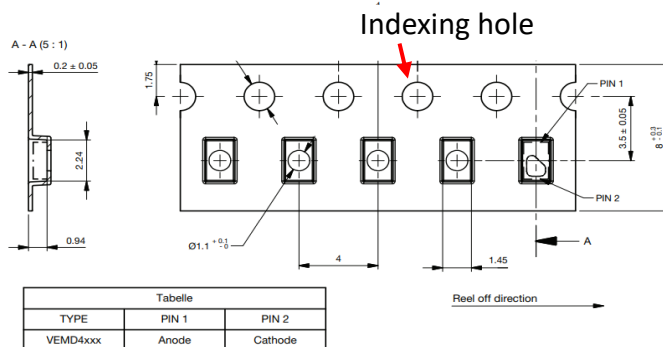 Indexing hole
A - A (5 : 1)
0.2 ± 0.05
1.75
PIN 1
3.5 ± 0.05
8 +0.3 -0.1
2.24
PIN 2
0.94
Ø1.1 +0.1 -0
4
1.45
A
Tabelle
TYPE PIN 1 PIN 2
VEMD4xxx Anode Cathode
Reel off direction